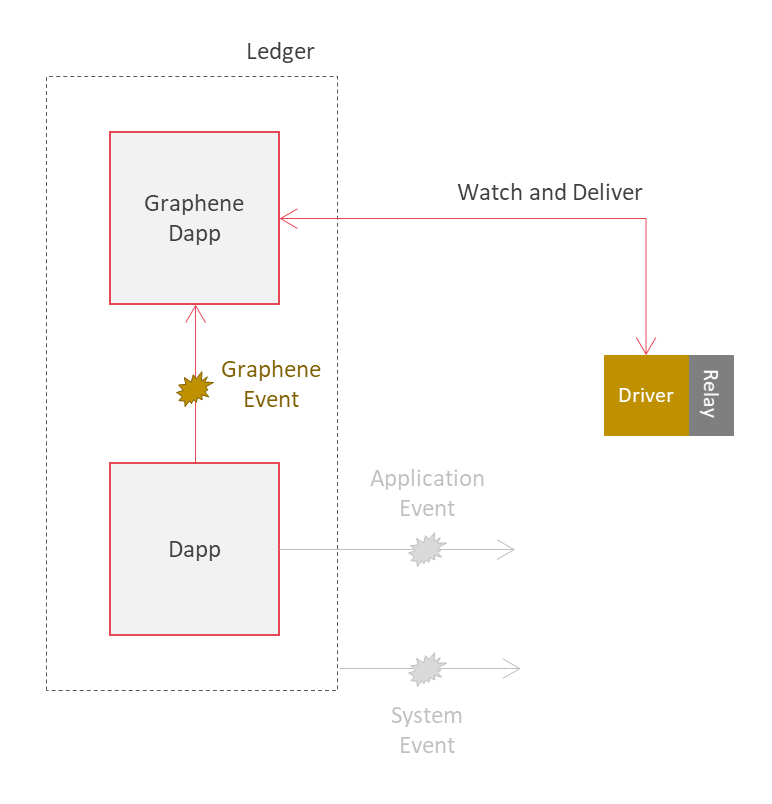 Ledger
Graphene
Dapp
Watch and Deliver
Graphene
Event
Driver
Relay
Application
Event
Dapp
System
Event